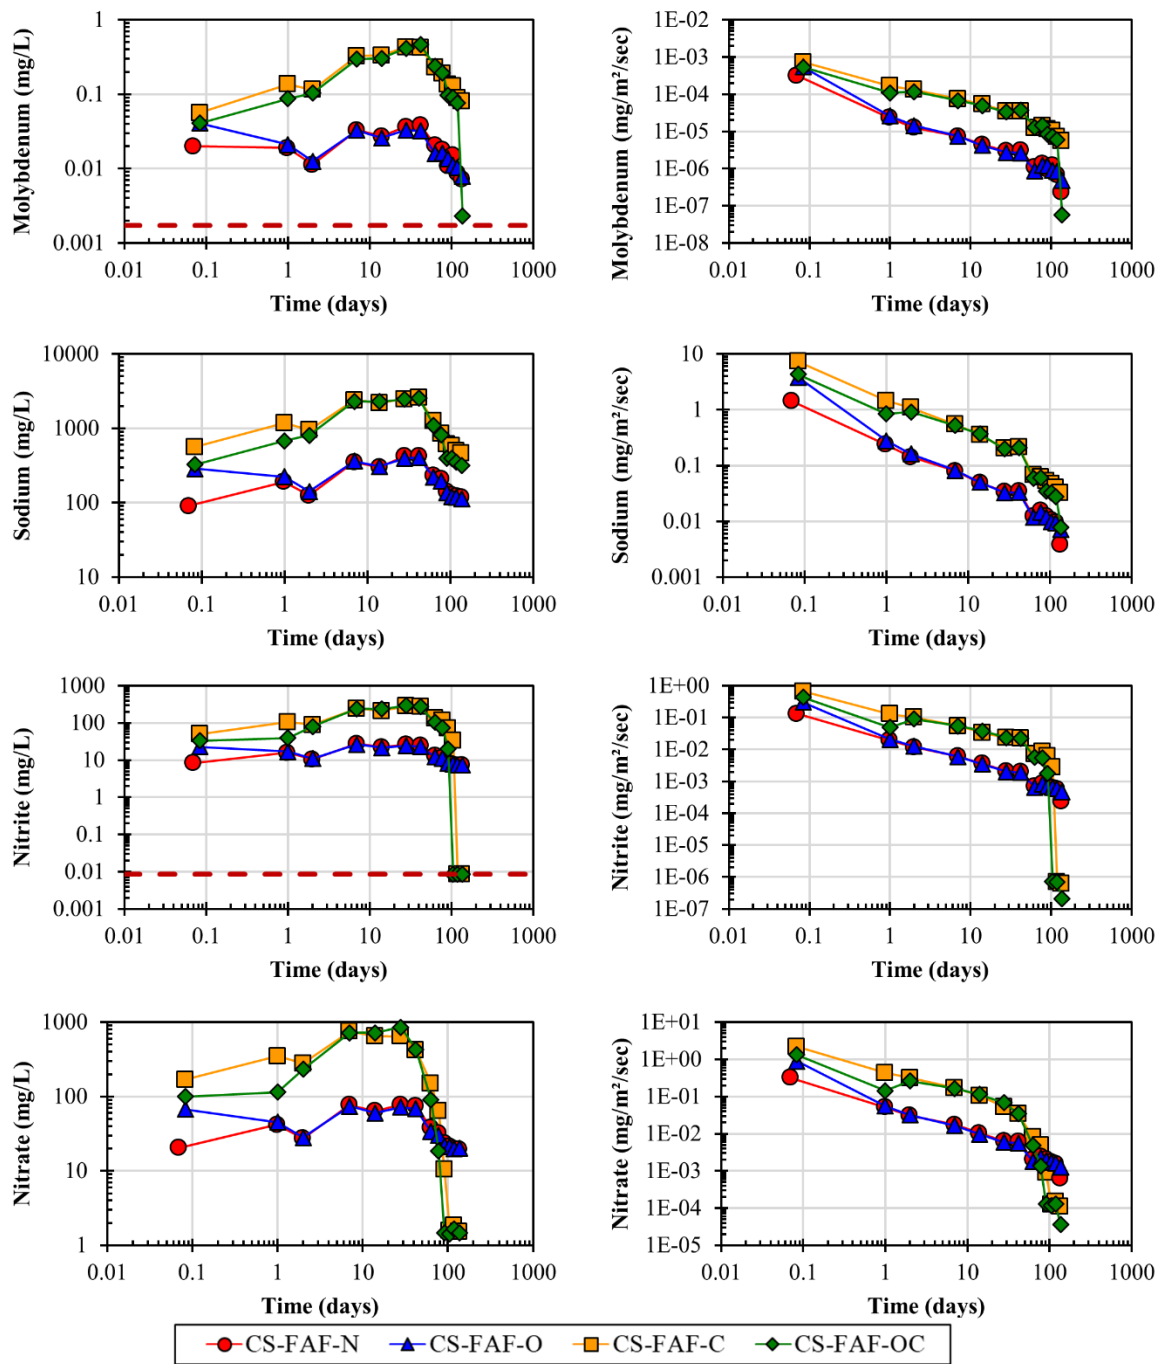 Molybdenum (mg/L)
1
0.1
0.01
0.001
0.01 0.1 1 10 100 1000
Time (days)
Molybdenum (mg/m²/sec)
1E-02
1E-03
1E-04
1E-05
1E-06
1E-07
1E-08
0.01 0.1 1 10 100 1000
Time (days)
Sodium (mg/L)
10000
1000
100
10
0.01 0.1 1 10 100 1000
Time (days)
Sodium (mg/m²/sec)
10
1
0.1
0.01
0.001
0.01 0.1 1 10 100 1000
Time (days)
Nitrite (mg/L)
1000
100
10
1
0.1
0.01
0.001
0.01 0.1 1 10 100 1000
Time (days)
Nitrite (mg/m²/sec)
1E+00
1E-01
1E-02
1E-03
1E-04
1E-05
1E-06
1E-07
0.01 0.1 1 10 100 1000
Time (days)
Nitrate (mg/L)
1000
100
10
1
0.01 0.1 1 10 100 1000
Time (days)
Nitrate (mg/m²/sec)
1E+01
1E+00
1E-01
1E-02
1E-03
1E-04
1E-05
0.01 0.1 1 10 100 1000
Time (days)
CS-FAF-N CS-FAF-O CS-FAF-C CS-FAF-OC